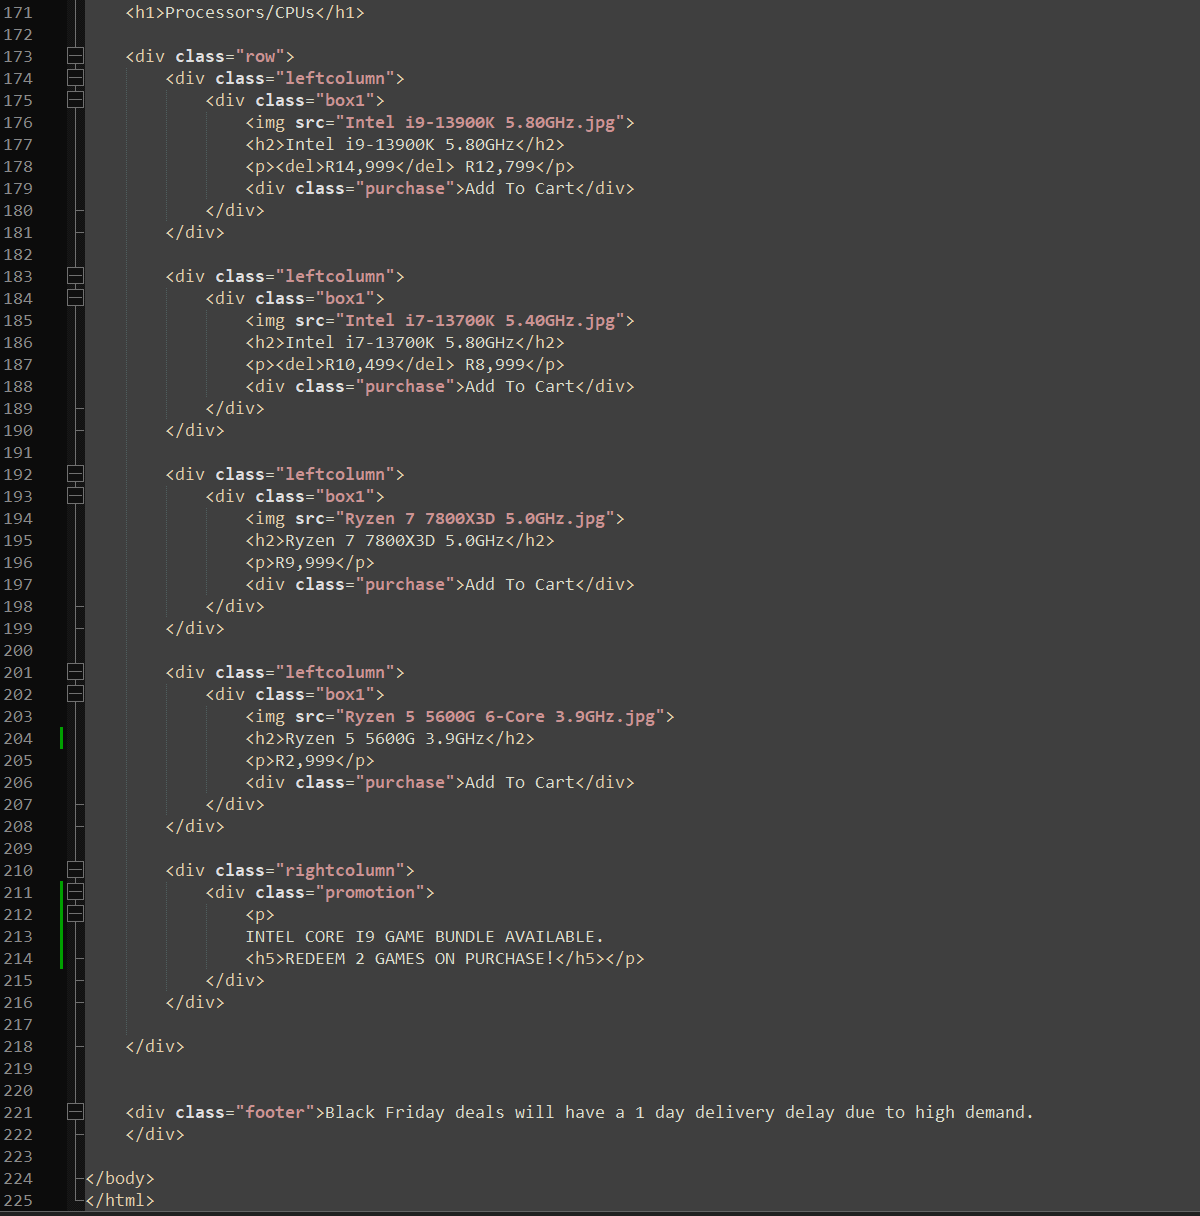 171 <h1>Processors/CPUs</h1>
172
173 <div class="row">
174 <div class="leftcolumn">
175 <div class="box1">
176 <img src="Intel i9-13900K 5.80GHz.jpg">
177 <h2>Intel i9-13900K 5.80GHz</h2>
178 <p><del>R14,999</del> R12,799</p>
179 <div class="purchase">Add To Cart</div>
180 </div>
181 </div>
182
183 <div class="leftcolumn">
184 <div class="box1">
185 <img src="Intel i7-13700K 5.40GHz.jpg">
186 <h2>Intel i7-13700K 5.80GHz</h2>
187 <p><del>R10,499</del> R8,999</p>
188 <div class="purchase">Add To Cart</div>
189 </div>
190 </div>
191
192 <div class="leftcolumn">
193 <div class="box1">
194 <img src="Ryzen 7 7800X3D 5.0GHz.jpg">
195 <h2>Ryzen 7 7800X3D 5.0GHz</h2>
196 <p>R9,999</p>
197 <div class="purchase">Add To Cart</div>
198 </div>
199 </div>
200
201 <div class="leftcolumn">
202 <div class="box1">
203 <img src="Ryzen 5 5600G 6-Core 3.9GHz.jpg">
204 <h2>Ryzen 5 5600G 3.9GHz</h2>
205 <p>R2,999</p>
206 <div class="purchase">Add To Cart</div>
207 </div>
208 </div>
209
210 <div class="rightcolumn">
211 <div class="promotion">
212 <p>
213 INTEL CORE I9 GAME BUNDLE AVAILABLE.
214 <h5>REDEEM 2 GAMES ON PURCHASE!</h5></p>
215 </div>
216 </div>
217
218 </div>
219
220
221 <div class="footer">Black Friday deals will have a 1 day delivery delay due to high demand.
222 </div>
223
224 </body>
225 </html>